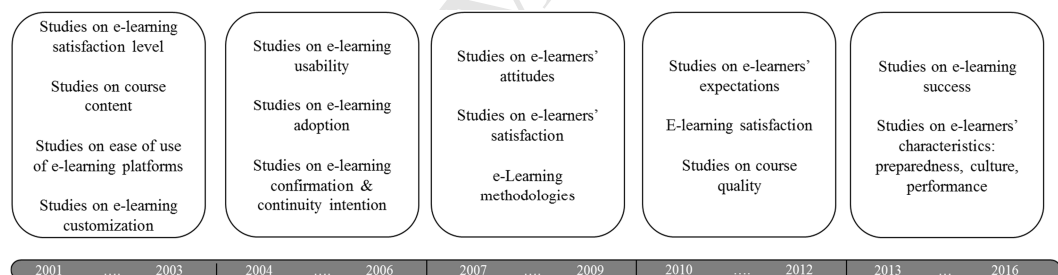 Studies on e-learning
satisfaction level
Studies on course
content
Studies on ease of use
of e-learning platforms
Studies on e-learning
customization
Studies on e-learning
usability
Studies on e-learning
adoption
Studies on e-learning
confirmation &
continuity intention
Studies on e-learners’
attitudes
Studies on e-learners’
satisfaction
e-Learning
methodologies
Studies on e-learners’
expectations
E-learning satisfaction
Studies on course
quality
Studies on e-learning
success
Studies on e-learners’
characteristics:
preparedness, culture,
performance
2001 .... 2003 2004 .... 2006 2007 .... 2009 2010 .... 2012 2013 .... 2016